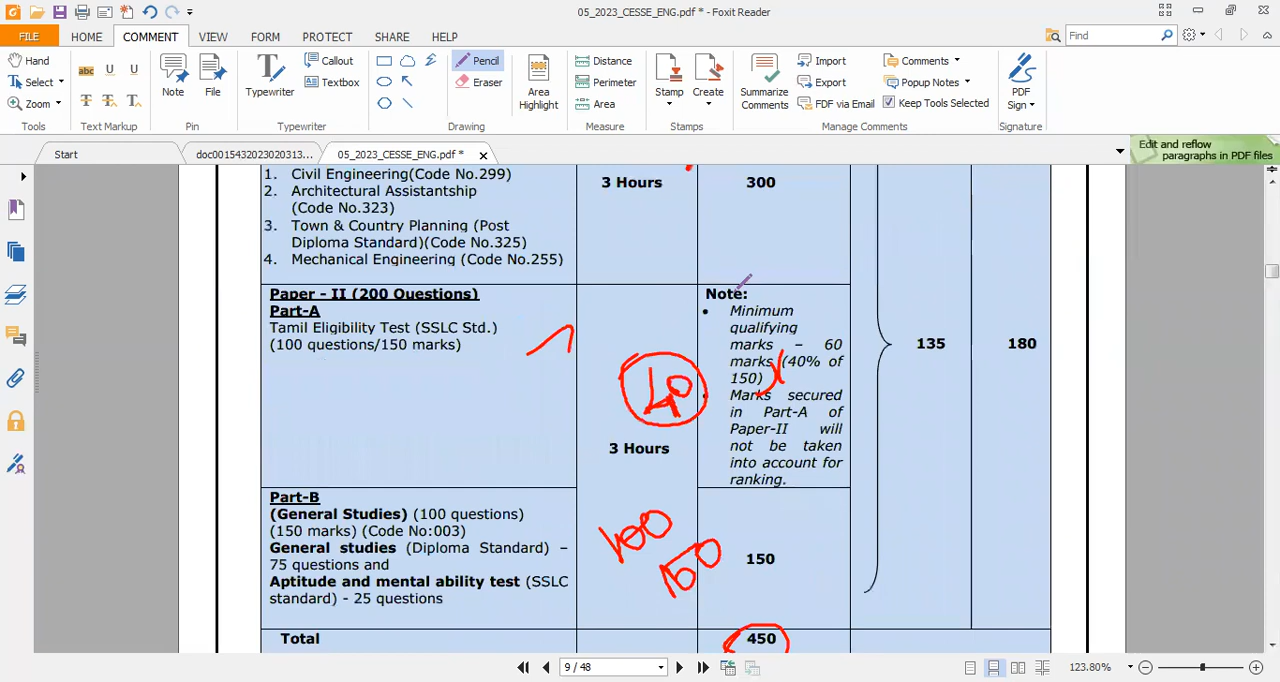 05_2023_CESSE_ENG.pdf * - Foxit Reader
FILE HOME COMMENT VIEW FORM PROTECT SHARE HELP
Find
Hand
Select
Zoom
Tools
abc U U
T T T
Text Markup
Note
File
Pin
Typewriter
Callout
Textbox
Typewriter
Pencil
Eraser
Drawing
Area
Highlight
Distance
Perimeter
Area
Measure
Stamp
Create
Stamps
Summarize
Comments
Import
Export
PDF via Email
Comments
Popup Notes
Keep Tools Selected
Manage Comments
PDF
Sign
Signature
Start
doc0015432023020313...
05_2023_CESSE_ENG.pdf *
Edit and reflow
paragraphs in PDF files
1. Civil Engineering(Code No.299)
2. Architectural Assistantship
(Code No.323)
3. Town & Country Planning (Post
Diploma Standard)(Code No.325)
4. Mechanical Engineering (Code No.255)
3 Hours
300
Paper - II (200 Questions)
Part-A
Tamil Eligibility Test (SSLC Std.)
(100 questions/150 marks)
40
3 Hours
Note:
• Minimum
qualifying
marks – 60
marks (40% of
150)
• Marks secured
in Part-A of
Paper-II will
not be taken
into account for
ranking.
135
180
Part-B
(General Studies) (100 questions)
(150 marks) (Code No:003)
General studies (Diploma Standard) –
75 questions and
Aptitude and mental ability test (SSLC
standard) - 25 questions
100
150
150
Total
450
9 / 48
123.80%